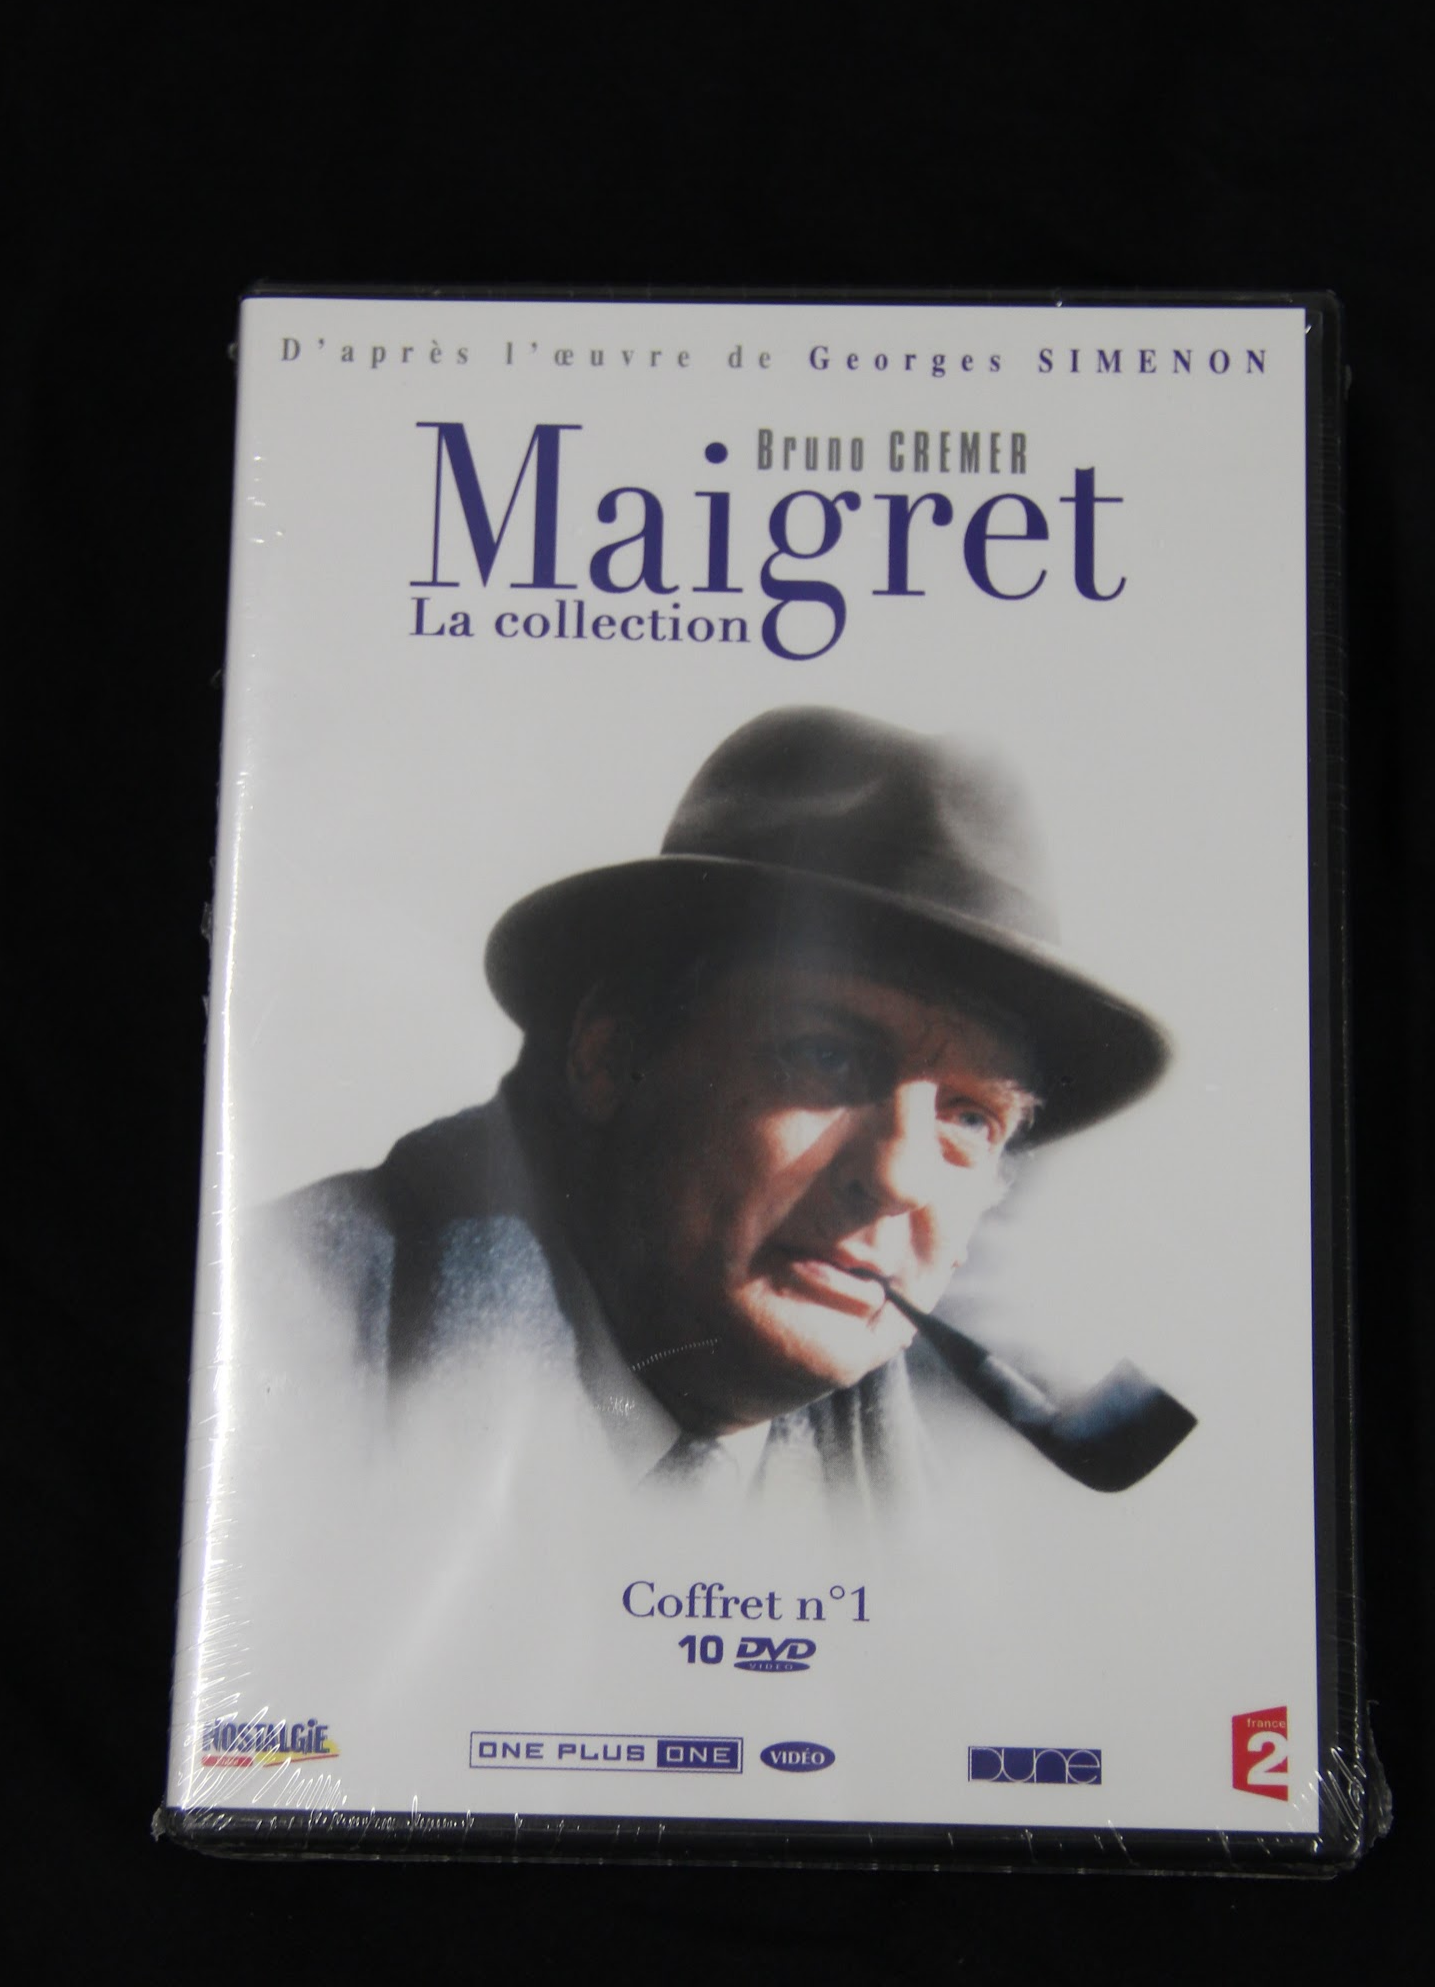 D'après l'œuvre de Georges SIMENON
Bruno CREMER
Maigret
La collection
Coffret n°1
10 DVD
VIDEO
NOSTALGiE
ONE PLUS ONE VIDÉO
DUNE
france
2